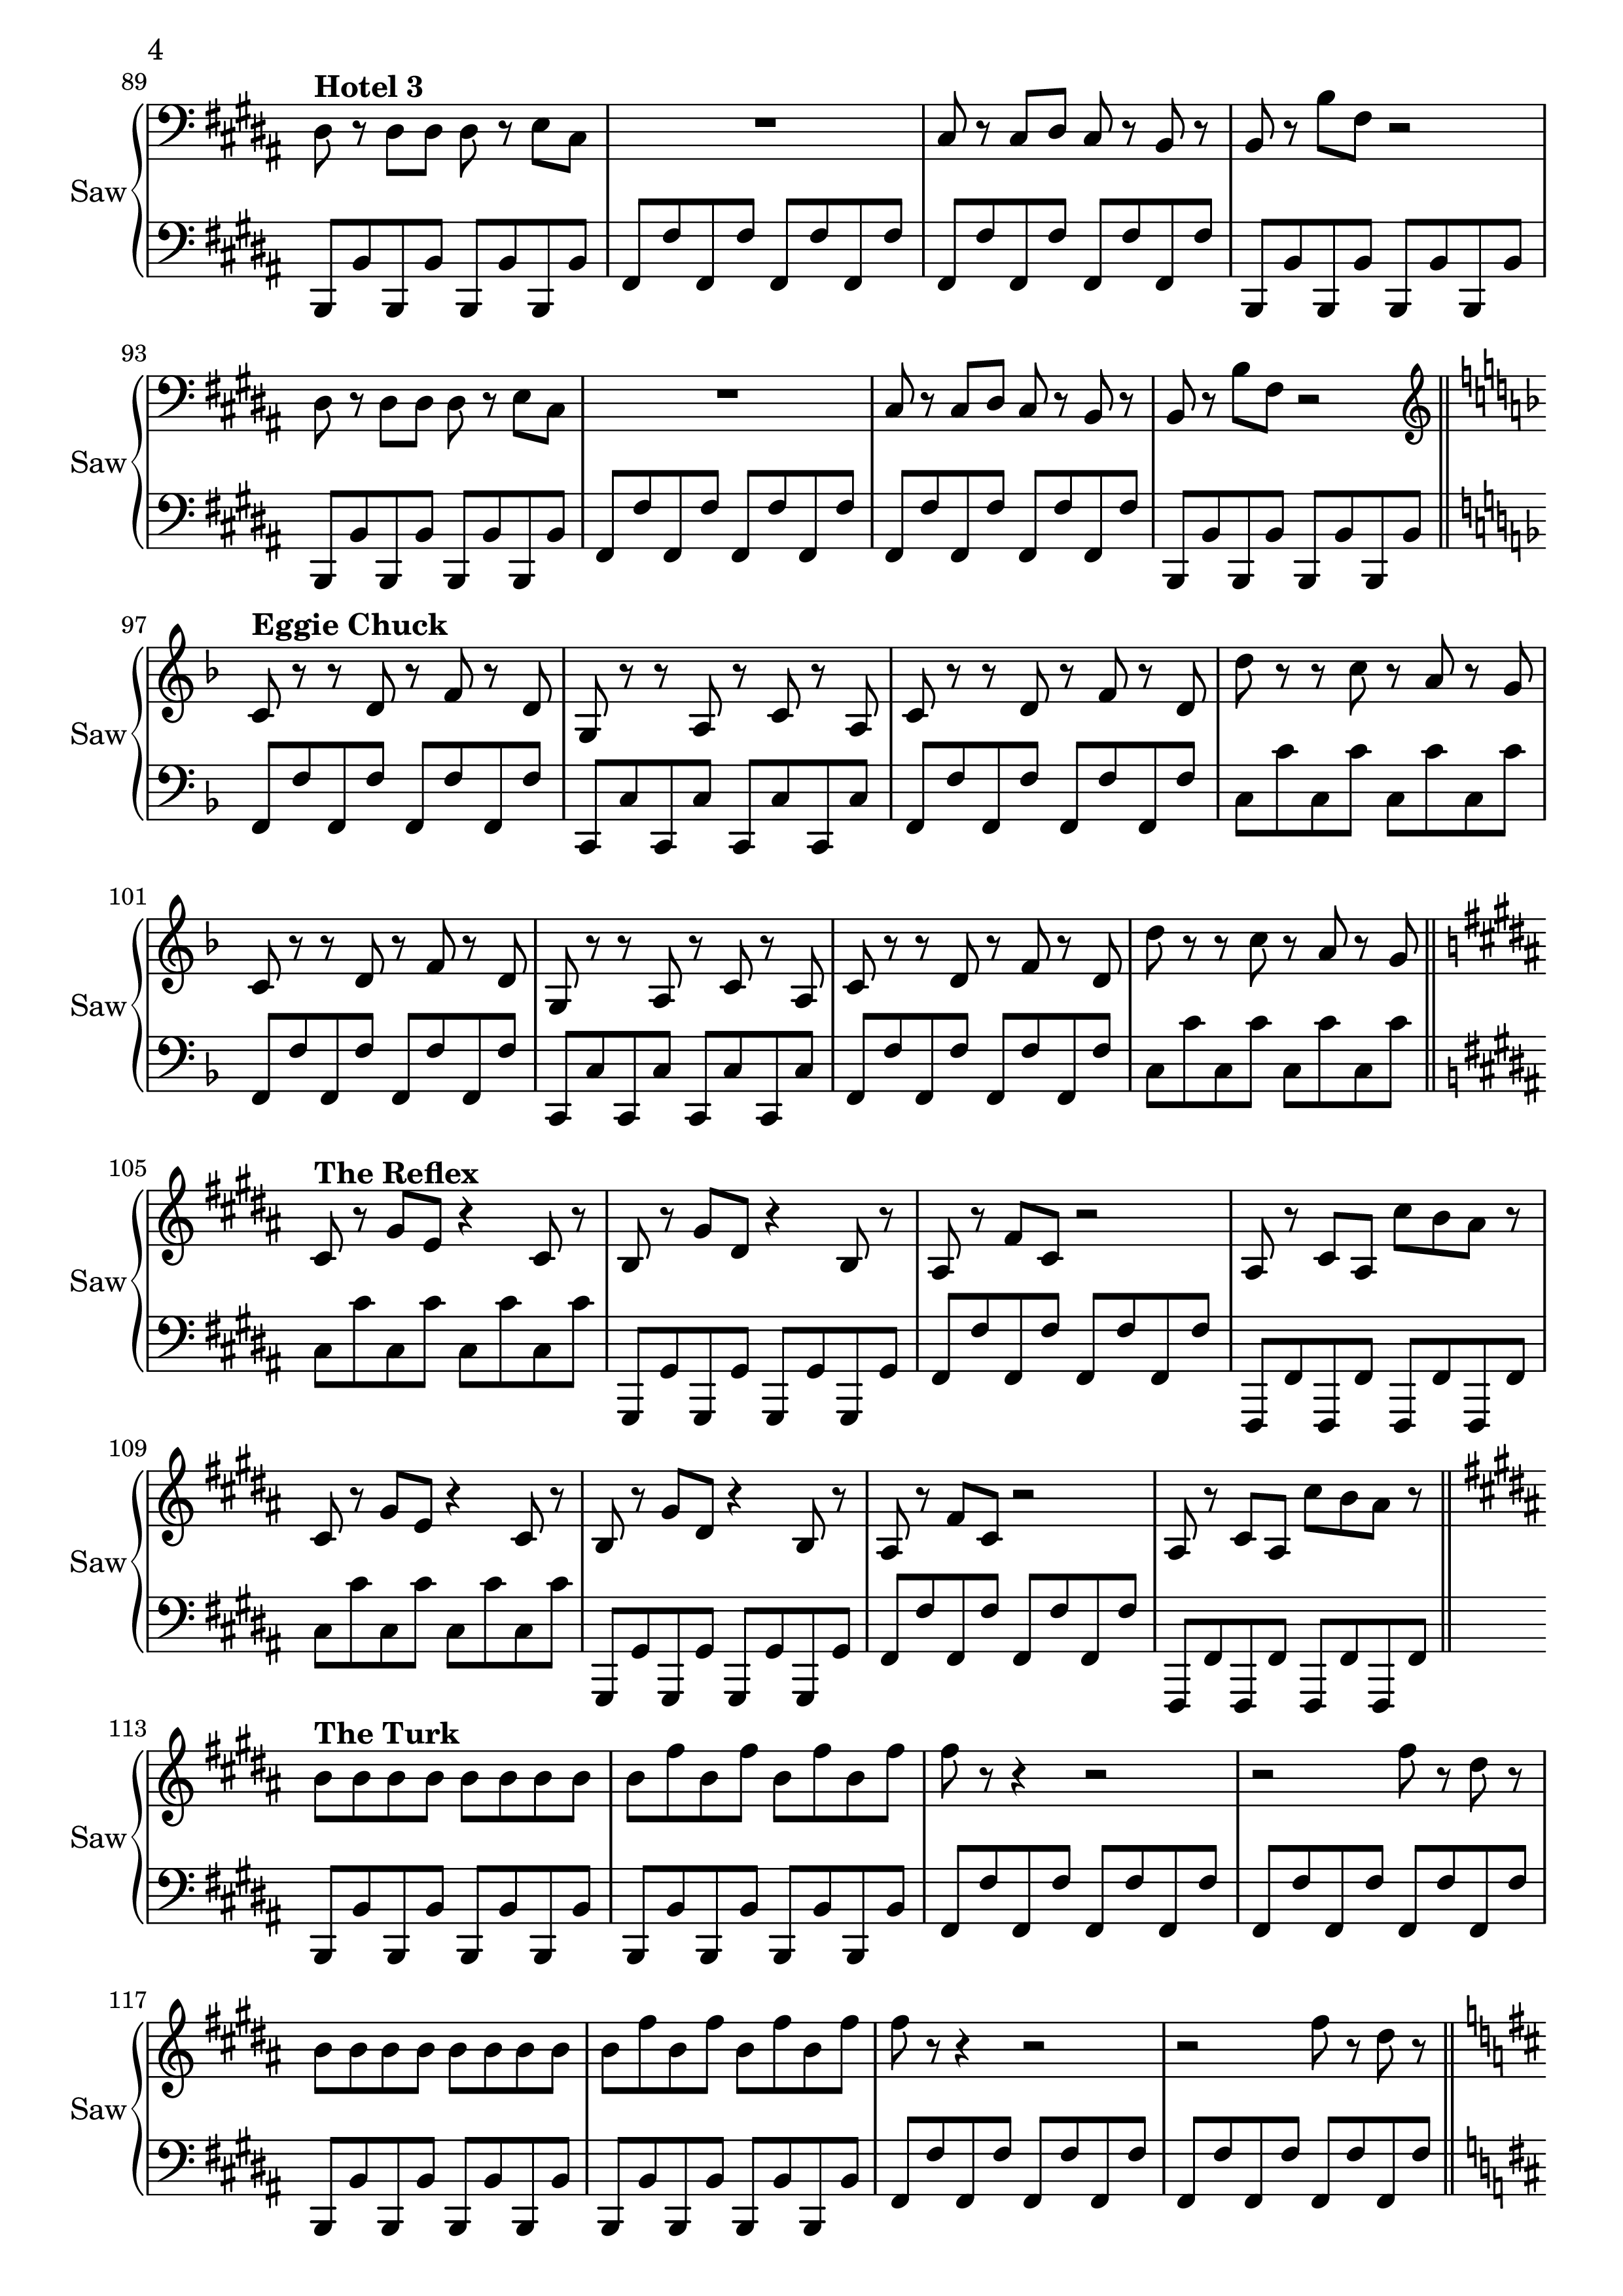 4
89
Hotel 3
Saw
93
Saw
97
Eggie Chuck
Saw
101
Saw
105
The Reflex
Saw
109
Saw
113
The Turk
Saw
117
Saw